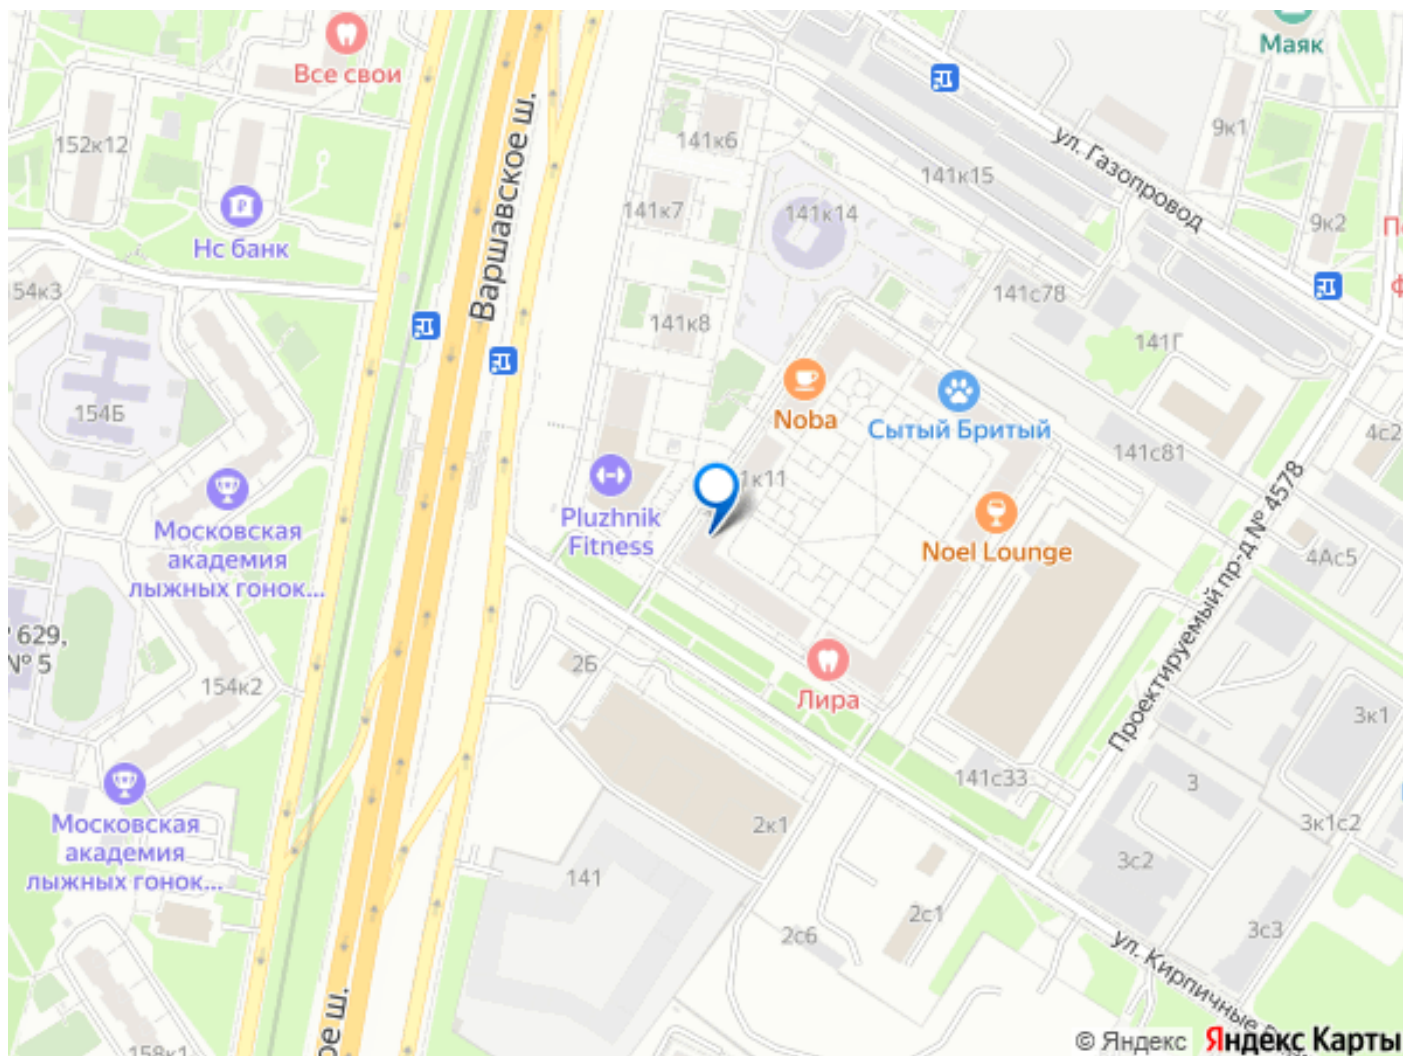 Маяк
Все свои
152к12
Варшавское ш.
141к6
ул. Газопровод
9к1
141к15
141к7
141к14
9к2
Нс банк
54к3
141с78
141к8
141Г
Noba
154Б
Сытый Бритый
4с2
141с81
1к11
Pluzhnik
Fitness
Московская
академия
лыжных гонок...
Noel Lounge
Проектируемый пр-д № 4578
4Ас5
629,
№ 5
2Б
154к2
Лира
3к1
141с33
3
Московская
академия
лыжных гонок...
2к1
3к1с2
3с2
141
2с1
2с6
3с3
ул. Кирпичные
ое ш.
158к1
© Яндекс
Яндекс Карты